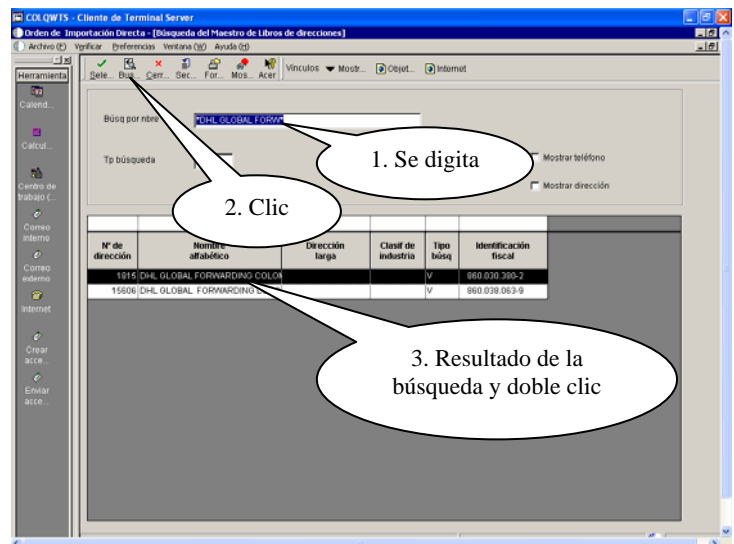 COLQWTS - Cliente de Terminal Server
Orden de Importación Directa - [Búsqueda del Maestro de Libros de direcciones]
Archivo (F) Verificar Preferencias Ventana (W) Ayuda (H)
Herramienta
Sele... Bus... Cerr... Sec... For... Mos... Acer Vínculos Mostr... Objet... Internet
Calend...
Calcul...
Centro de
trabajo (...
Correo
interno
Correo
externo
Internet
Crear
acce...
Enviar
acce...
Búsq por nbre *DHL GLOBAL FORW*
Tp búsqueda
Mostrar teléfono
Mostrar dirección
1. Se digita
2. Clic
Nº de dirección Nombre alfabético Dirección larga Clasif de industria Tipo búsq Identificación fiscal
1815 DHL GLOBAL FORWARDING COLOM V 860.030.380-2
15606 DHL GLOBAL FORWARDING V 860.038.063-9
3. Resultado de la
búsqueda y doble clic